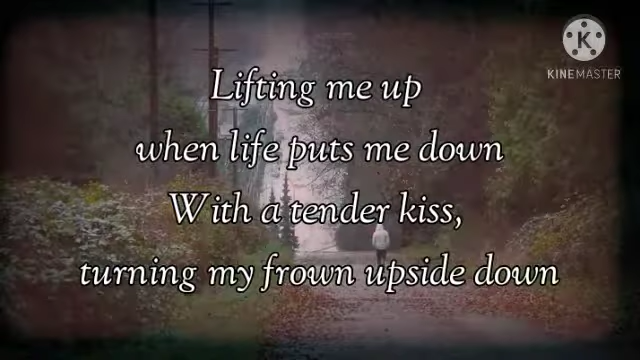 KINEMASTER
Lifting me up
when life puts me down
With a tender kiss,
turning my frown upside down